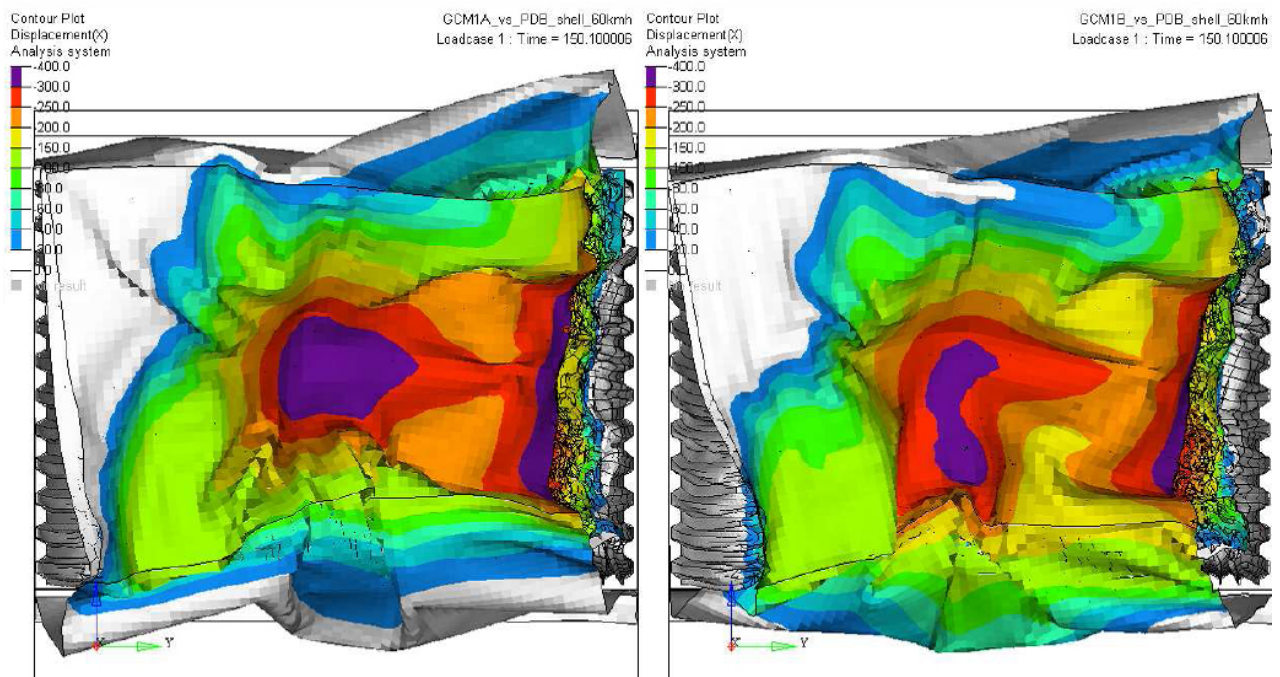 Contour Plot
Displacement(X)
Analysis system
GCM1A_vs_PDB_shell_60kmh
Loadcase 1 : Time = 150.100006
-400.0
-300.0
-250.0
-200.0
-150.0
result
Y
Contour Plot
Displacement(X)
Analysis system
GCM1B_vs_PDB_shell_60kmh
Loadcase 1 : Time = 150.100006
-400.0
-300.0
-250.0
-200.0
-150.0
result
Y